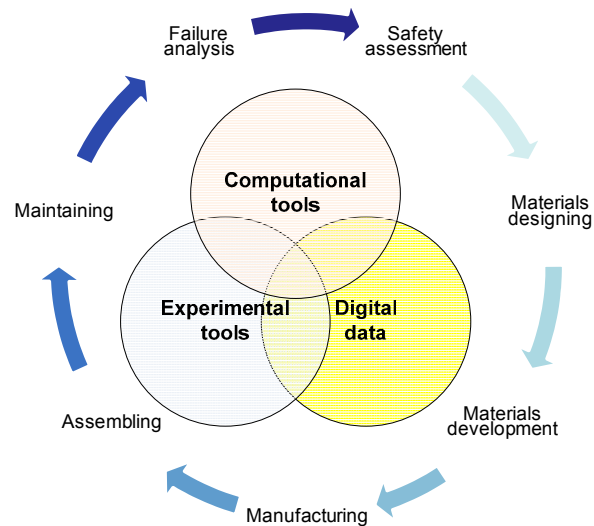 Failure
analysis
Safety
assessment
Computational
tools
Maintaining
Materials
designing
Experimental
tools
Digital
data
Assembling
Materials
development
Manufacturing